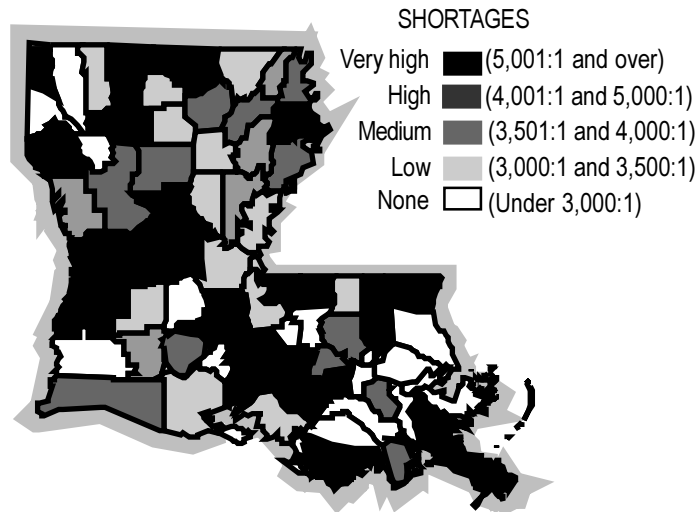 SHORTAGES
Very high (5,001:1 and over)
High (4,001:1 and 5,000:1)
Medium (3,501:1 and 4,000:1)
Low (3,000:1 and 3,500:1)
None (Under 3,000:1)